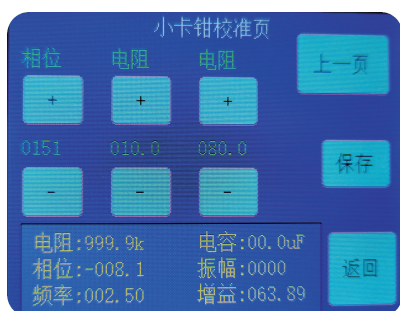 小卡钳校准页
相位 电阻 电阻 上一页
+ + +
0151 010.0 080.0 保存
- - -
电阻:999.9k 电容:00.0uF
相位:-008.1 振幅:0000 返回
频率:002.50 增益:063.89